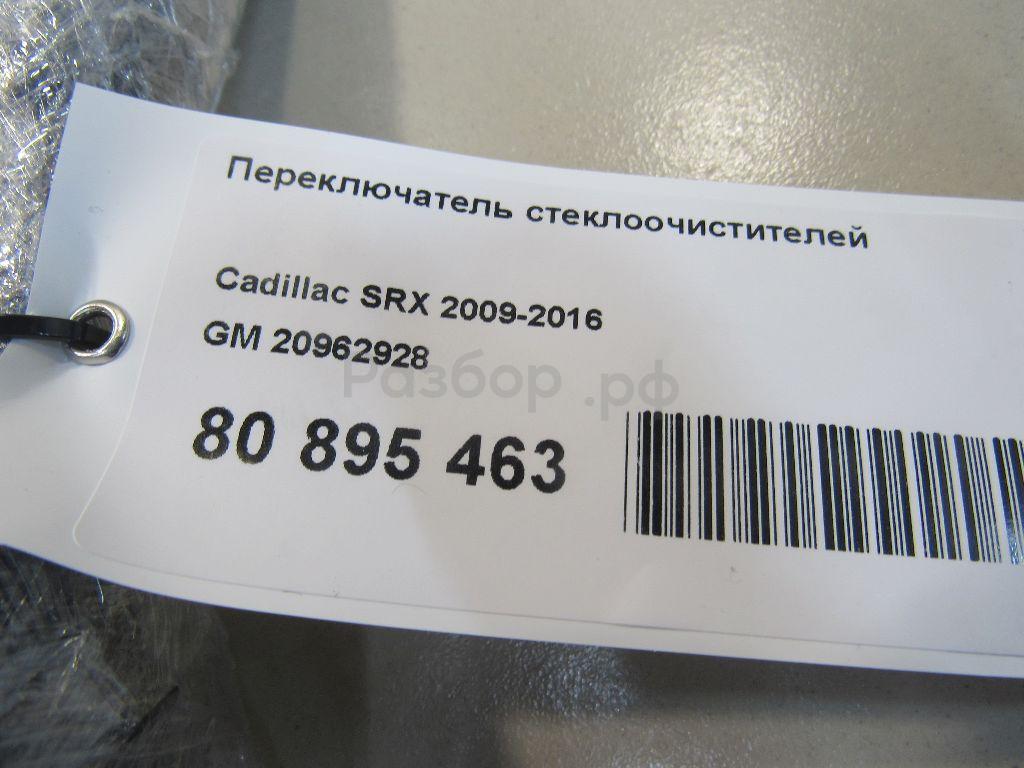 Переключатель стеклоочистителей
Cadillac SRX 2009-2016
GM 20962928
Разбор.рф
80 895 463